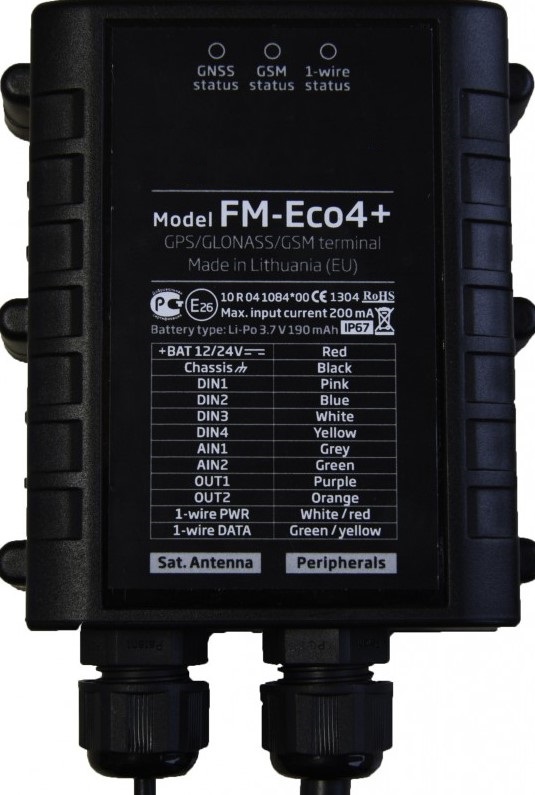 GNSS status
GSM status
1-wire status
Model FM-Eco4+
GPS/GLONASS/GSM terminal
Made in Lithuania (EU)
E26 10 R 04 1084*00 CE 1304 RoHS
Max. input current 200 mA
Battery type: Li-Po 3.7 V 190 mAh IP67
+BAT 12/24V Red
Chassis Black
DIN1 Pink
DIN2 Blue
DIN3 White
DIN4 Yellow
AIN1 Grey
AIN2 Green
OUT1 Purple
OUT2 Orange
1-wire PWR White / red
1-wire DATA Green / yellow
Sat. Antenna Peripherals